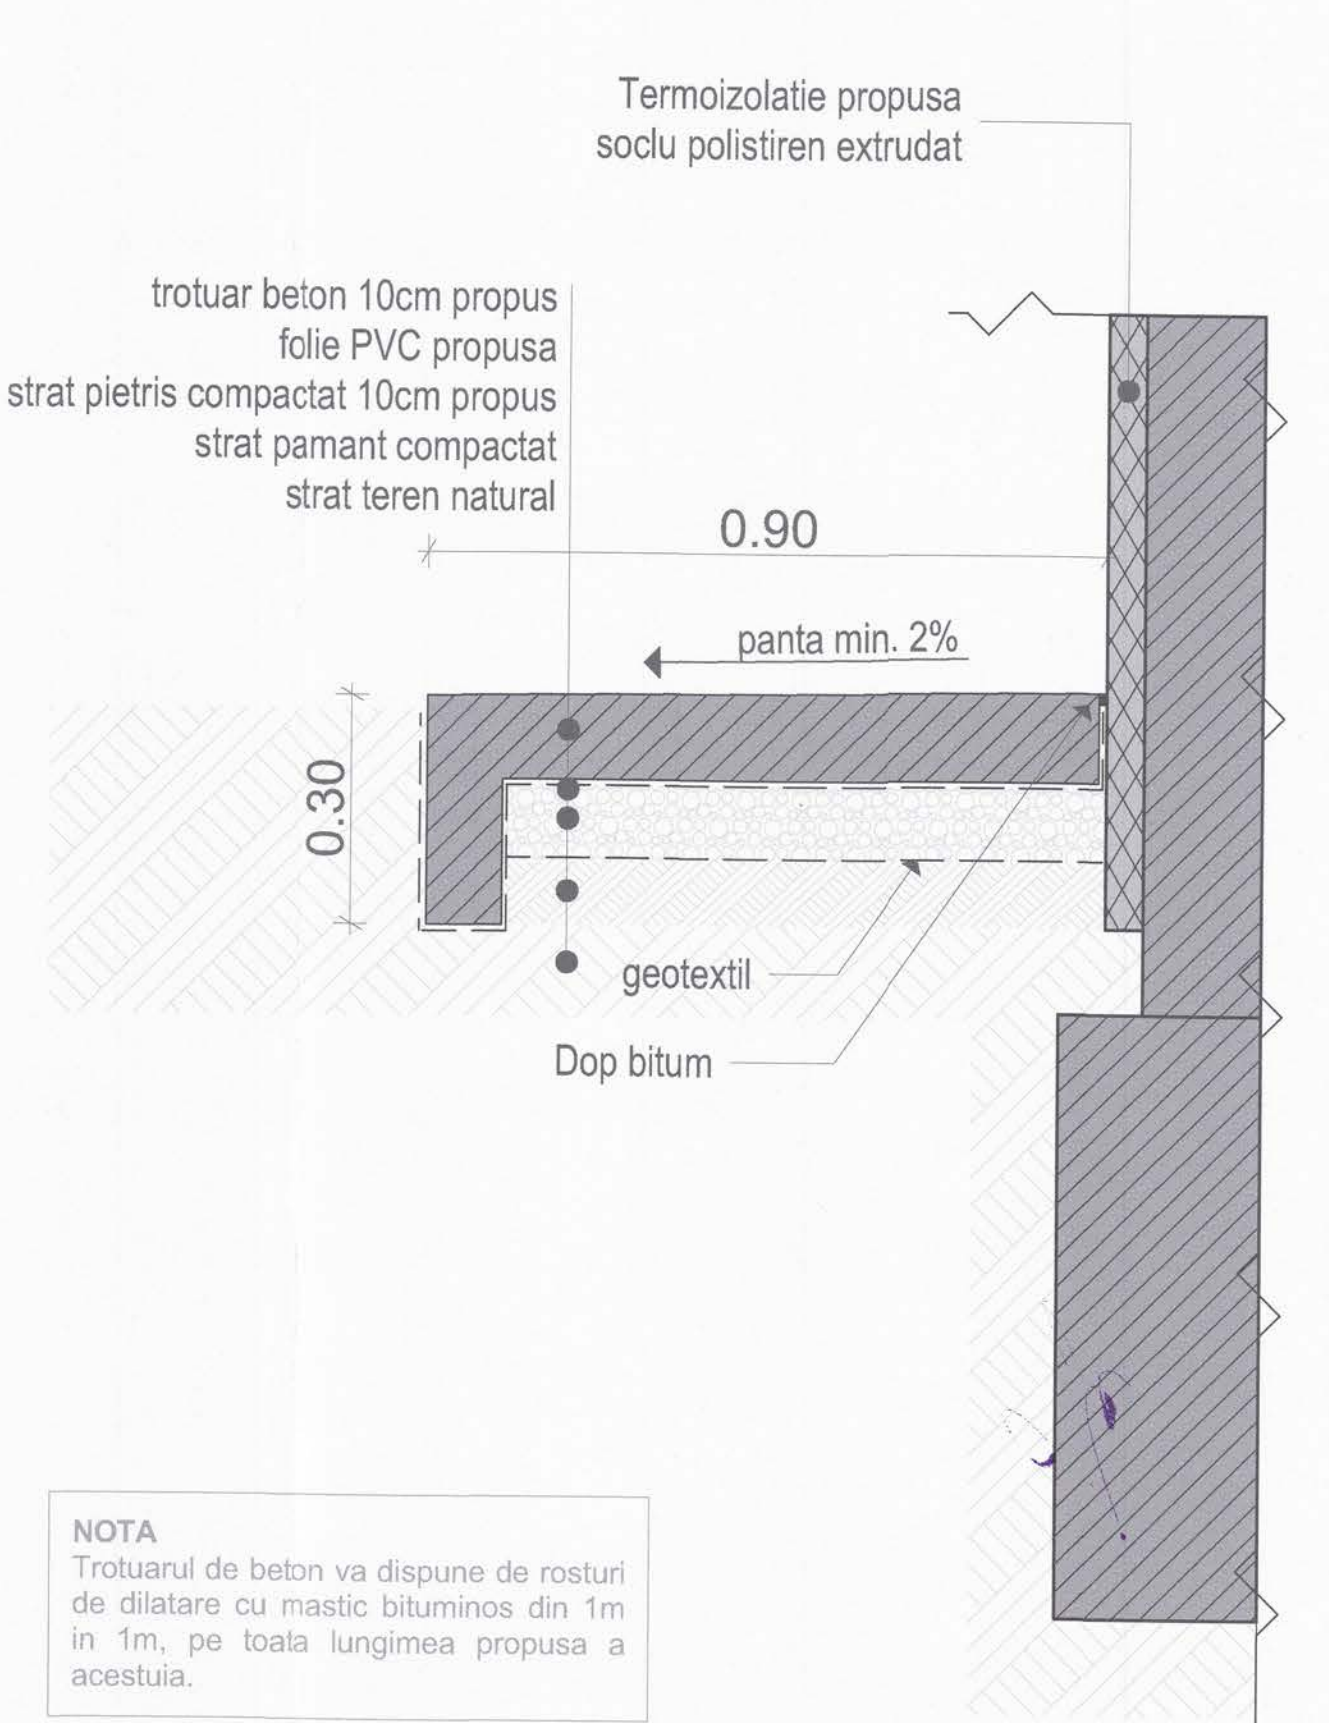 Termoizolatie propusa
soclu polistiren extrudat
trotuar beton 10cm propus
folie PVC propusa
strat pietris compactat 10cm propus
strat pamant compactat
strat teren natural
0.90
panta min. 2%
0.30
geotextil
Dop bitum
NOTA
Trotuarul de beton va dispune de rosturi
de dilatare cu mastic bituminos din 1m
in 1m, pe toata lungimea propusa a
acestuia.